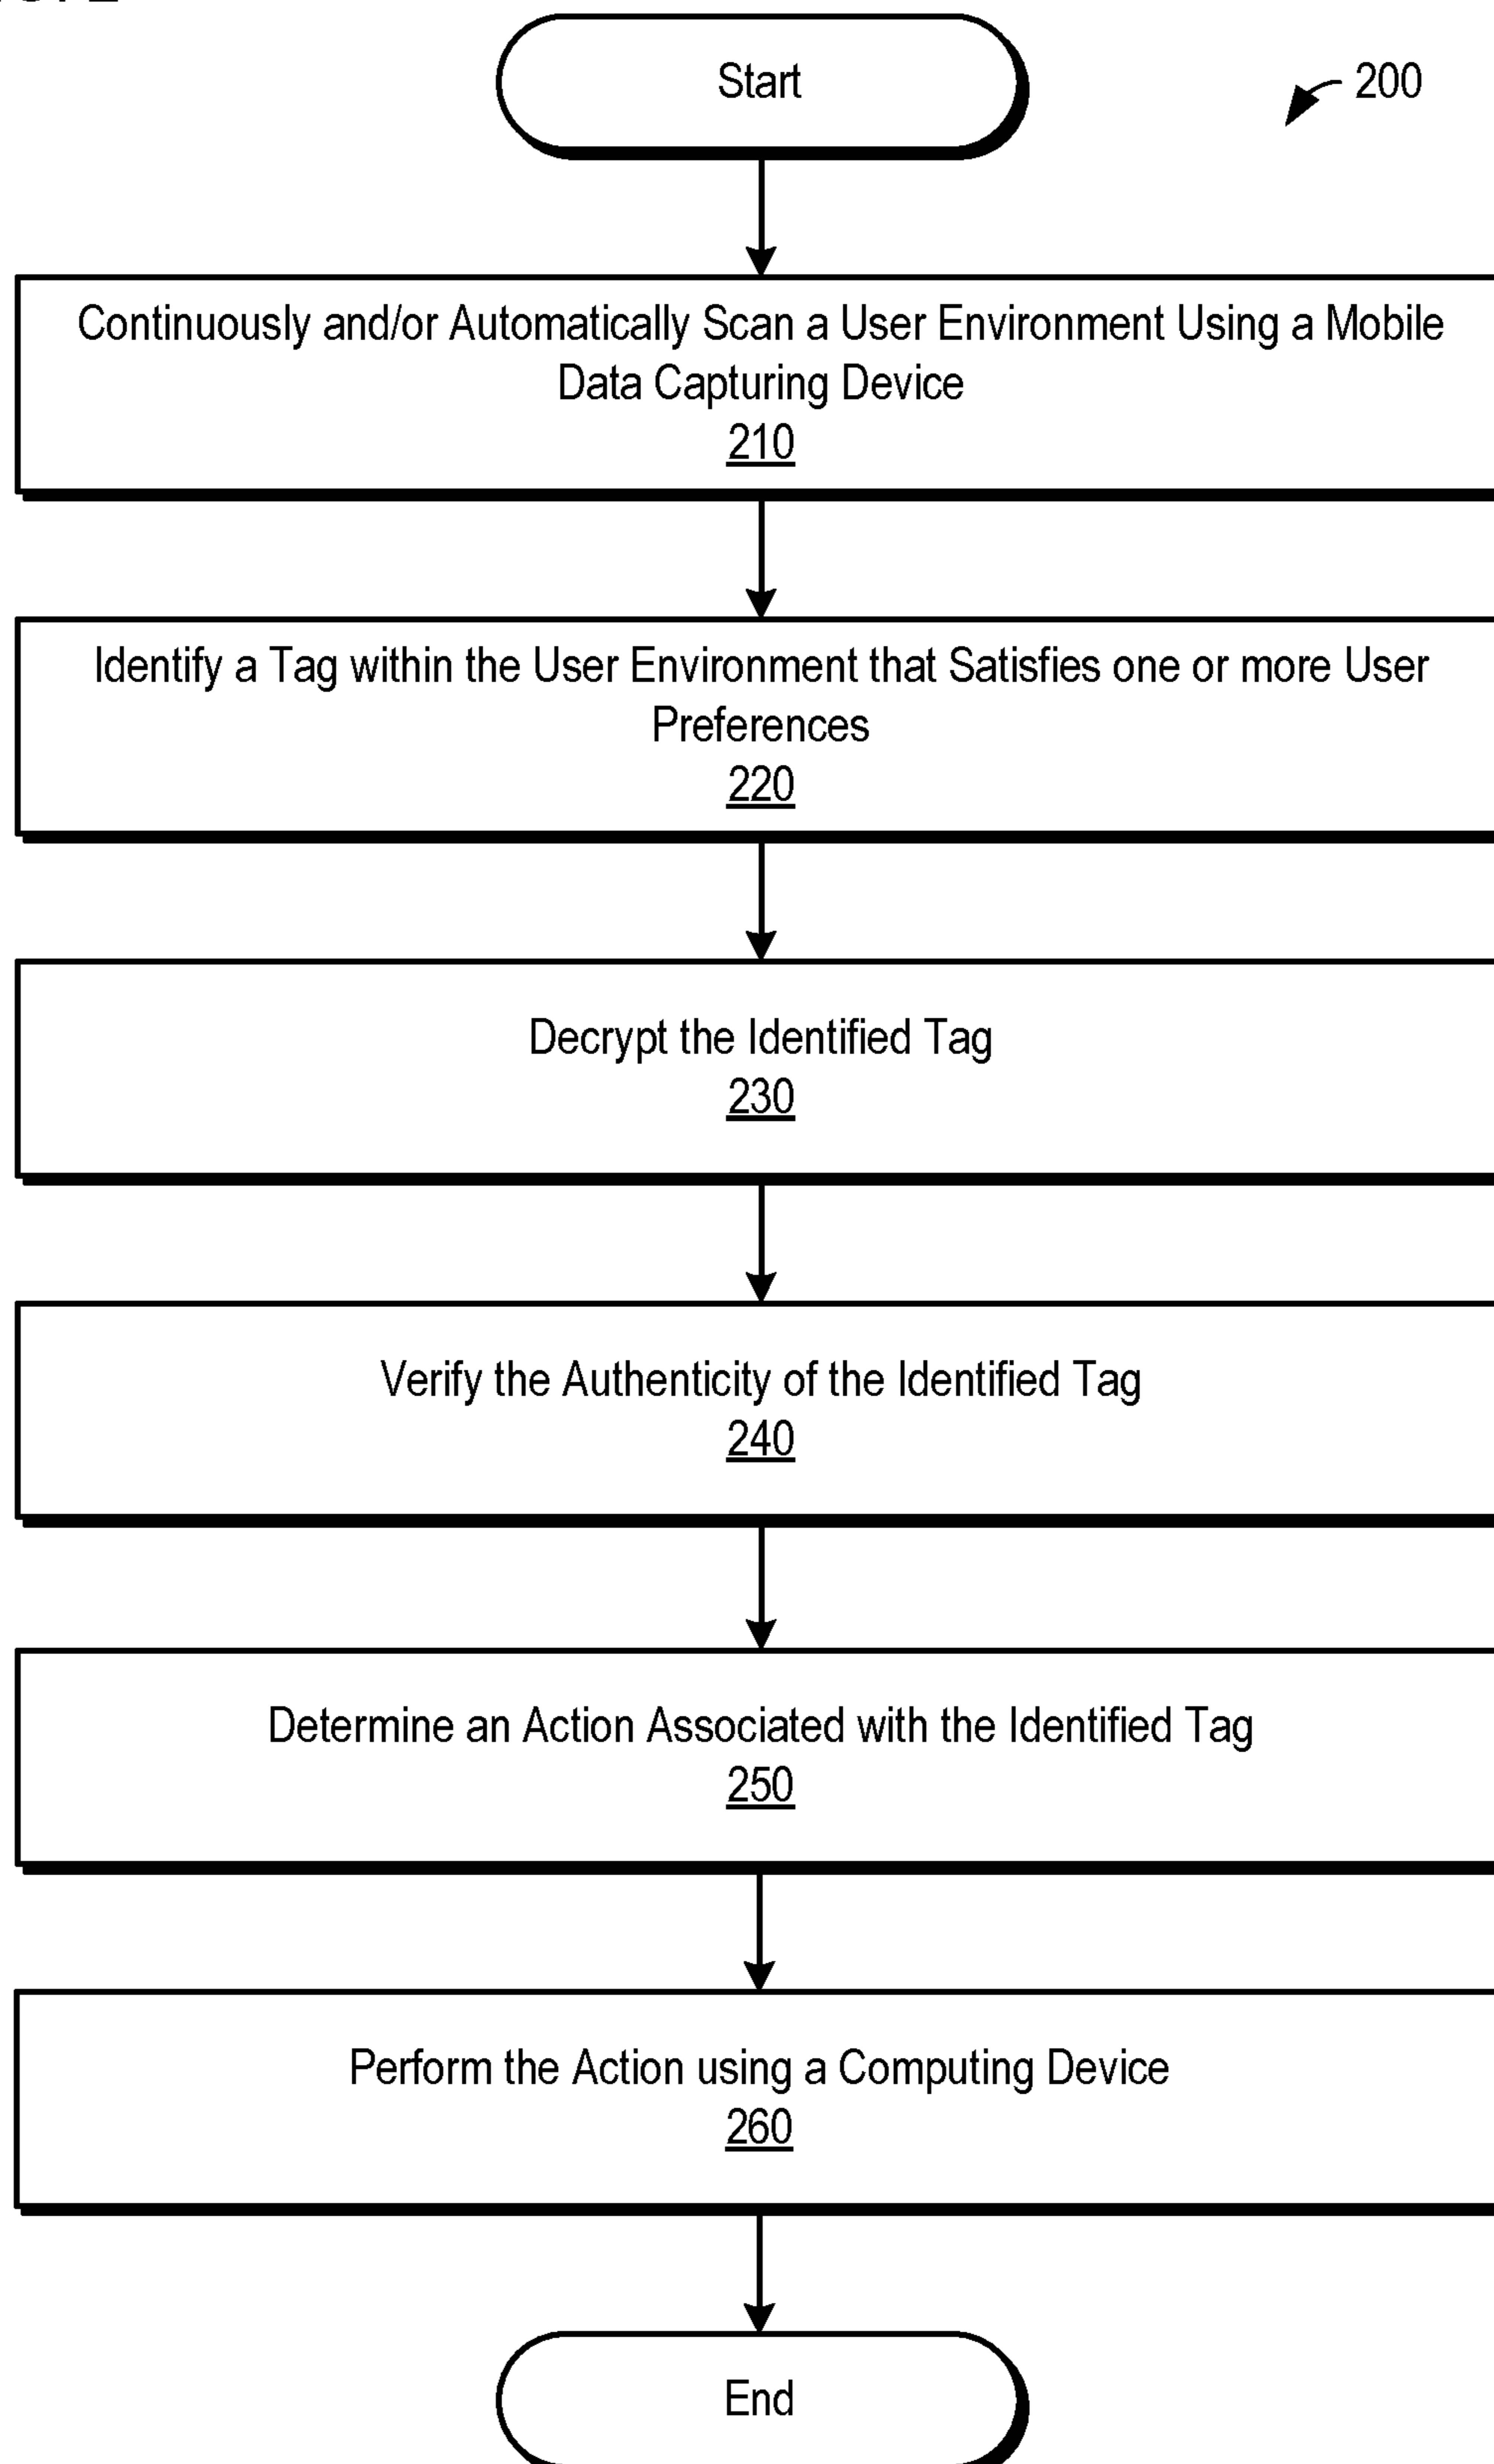 Start
200
Continuously and/or Automatically Scan a User Environment Using a Mobile
Data Capturing Device
210
Identify a Tag within the User Environment that Satisfies one or more User
Preferences
220
Decrypt the Identified Tag
230
Verify the Authenticity of the Identified Tag
240
Determine an Action Associated with the Identified Tag
250
Perform the Action using a Computing Device
260
End